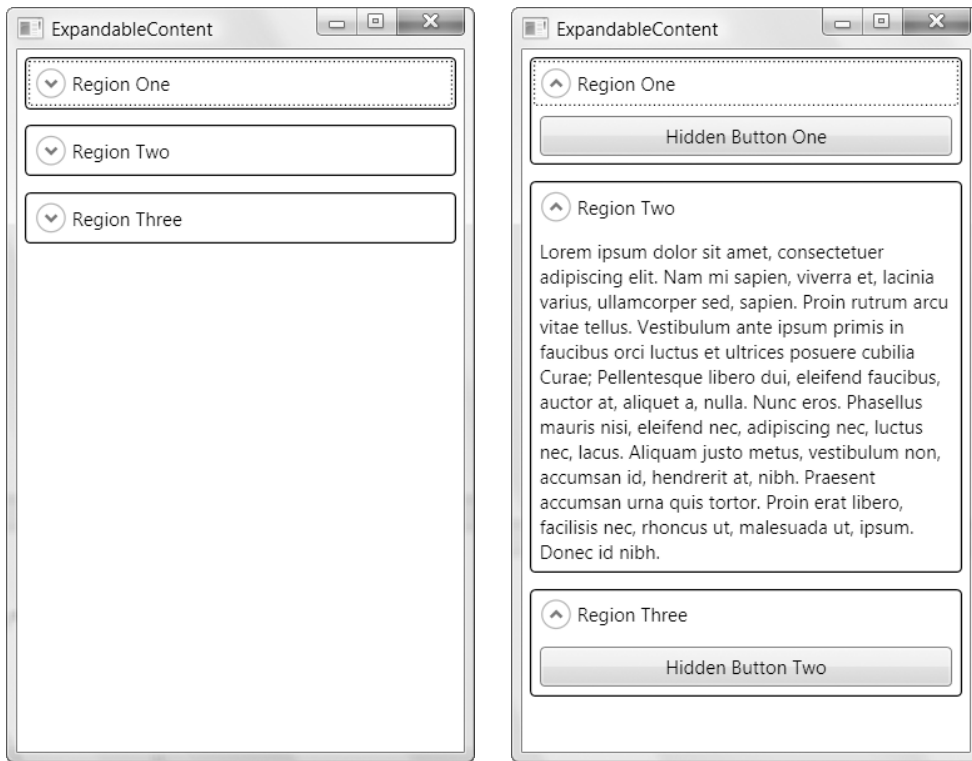 ExpandableContent
Region One
Region Two
Region Three
ExpandableContent
Region One
Hidden Button One
Region Two
Lorem ipsum dolor sit amet, consectetuer
adipiscing elit. Nam mi sapien, viverra et, lacinia
varius, ullamcorper sed, sapien. Proin rutrum arcu
vitae tellus. Vestibulum ante ipsum primis in
faucibus orci luctus et ultrices posuere cubilia
Curae; Pellentesque libero dui, eleifend faucibus,
auctor at, aliquet a, nulla. Nunc eros. Phasellus
mauris nisi, eleifend nec, adipiscing nec, luctus
nec, lacus. Aliquam justo metus, vestibulum non,
accumsan id, hendrerit at, nibh. Praesent
accumsan urna quis tortor. Proin erat libero,
facilisis nec, rhoncus ut, malesuada ut, ipsum.
Donec id nibh.
Region Three
Hidden Button Two